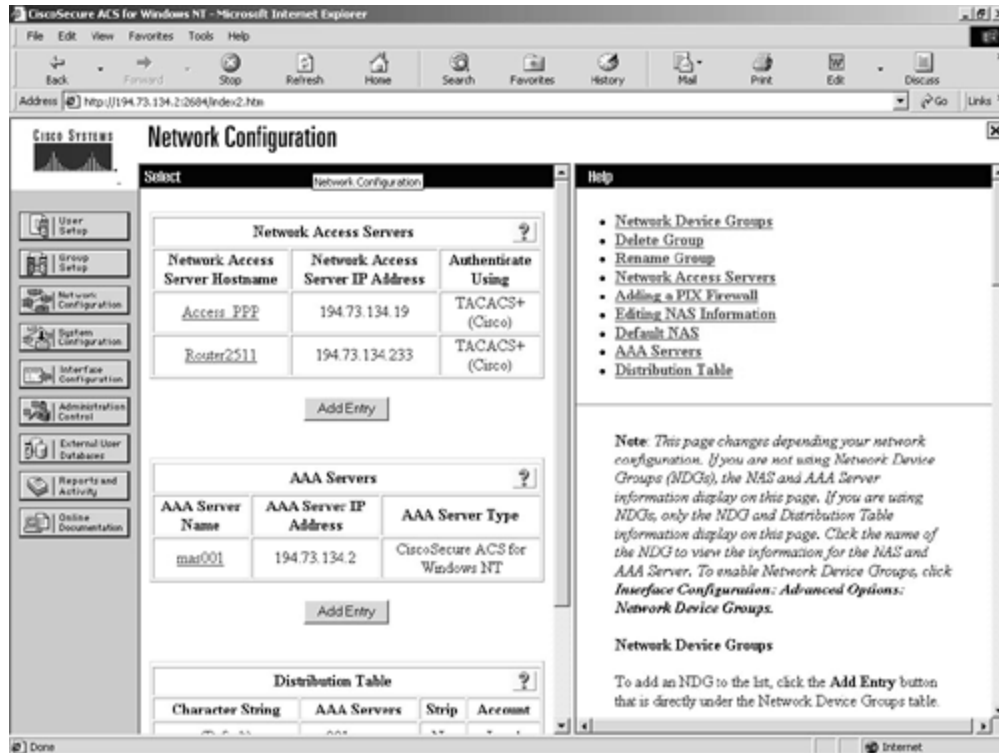 CiscoSecure ACS for Windows NT - Microsoft Internet Explorer
File Edit View Favorites Tools Help
Back Forward Stop Refresh Home Search Favorites History Mail Print Edit Discuss
Address http://194.73.134.2:2684/index2.htm Go Links
CISCO SYSTEMS
Network Configuration
User Setup
Group Setup
Network Configuration
System Configuration
Interface Configuration
Administration Control
External User Databases
Reports and Activity
Online Documentation
Select
Network Configuration
Network Access Servers ?
Network Access Server Hostname Network Access Server IP Address Authenticate Using
Access_PPP 194.73.134.19 TACACS+ (Cisco)
Router2511 194.73.134.233 TACACS+ (Cisco)
Add Entry
AAA Servers ?
AAA Server Name AAA Server IP Address AAA Server Type
mas001 194.73.134.2 CiscoSecure ACS for Windows NT
Add Entry
Distribution Table ?
Character String AAA Servers Strip Account
Help
Network Device Groups
Delete Group
Rename Group
Network Access Servers
Adding a PIX Firewall
Editing NAS Information
Default NAS
AAA Servers
Distribution Table
Note: This page changes depending your network
configuration. If you are not using Network Device
Groups (NDGs), the NAS and AAA Server
information display on this page. If you are using
NDGs, only the NDG and Distribution Table
information display on this page. Click the name of
the NDG to view the information for the NAS and
AAA Server. To enable Network Device Groups, click
Interface Configuration: Advanced Options:
Network Device Groups.
Network Device Groups
To add an NDG to the list, click the Add Entry button
that is directly under the Network Device Groups table.
Done Internet